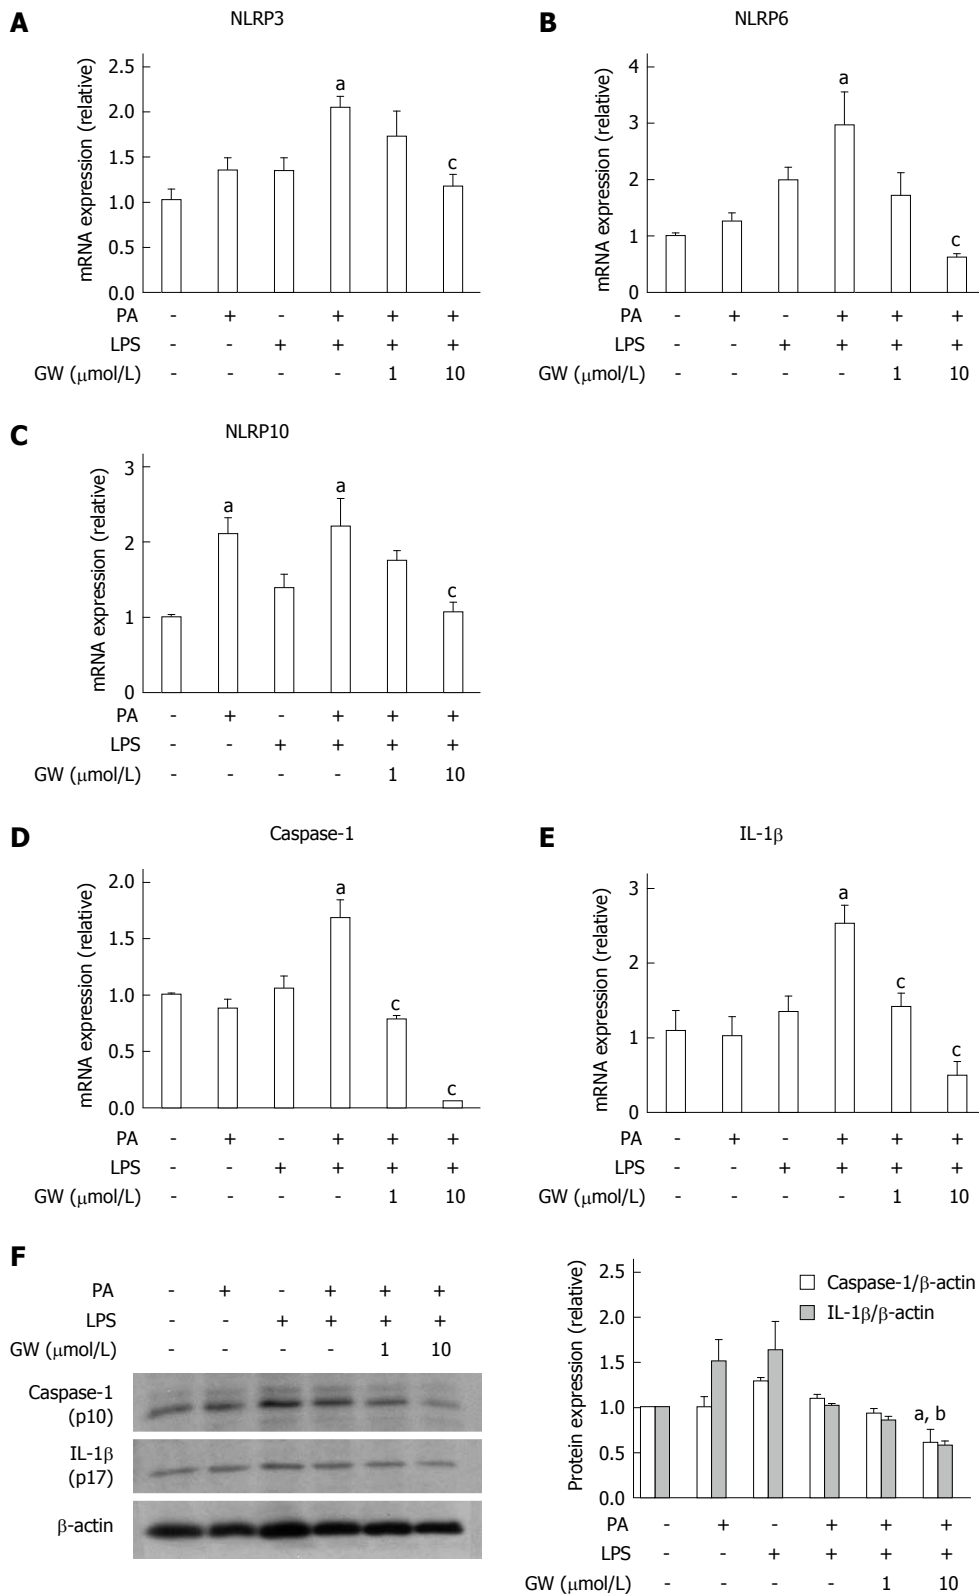 A
NLRP3
mRNA expression (relative)
2.5
2.0
1.5
1.0
0.5
0.0
a
c
PA - + - + + +
LPS - - + + + +
GW (μmol/L) - - - - 1 10
B
NLRP6
mRNA expression (relative)
4
3
2
1
0
a
c
PA - + - + + +
LPS - - + + + +
GW (μmol/L) - - - - 1 10
C
NLRP10
mRNA expression (relative)
3
2
1
0
a a
c
PA - + - + + +
LPS - - + + + +
GW (μmol/L) - - - - 1 10
D
Caspase-1
mRNA expression (relative)
2.0
1.5
1.0
0.5
0.0
a
c
c
PA - + - + + +
LPS - - + + + +
GW (μmol/L) - - - - 1 10
E
IL-1β
mRNA expression (relative)
3
2
1
0
a
c
c
PA - + - + + +
LPS - - + + + +
GW (μmol/L) - - - - 1 10
F
PA - + - + + +
LPS - - + + + +
GW (μmol/L) - - - - 1 10
Caspase-1
(p10)
IL-1β
(p17)
β-actin
Protein expression (relative)
2.5
2.0
1.5
1.0
0.5
0.0
Caspase-1/β-actin
IL-1β/β-actin
a, b
PA - + - + + +
LPS - - + + + +
GW (μmol/L) - - - - 1 10